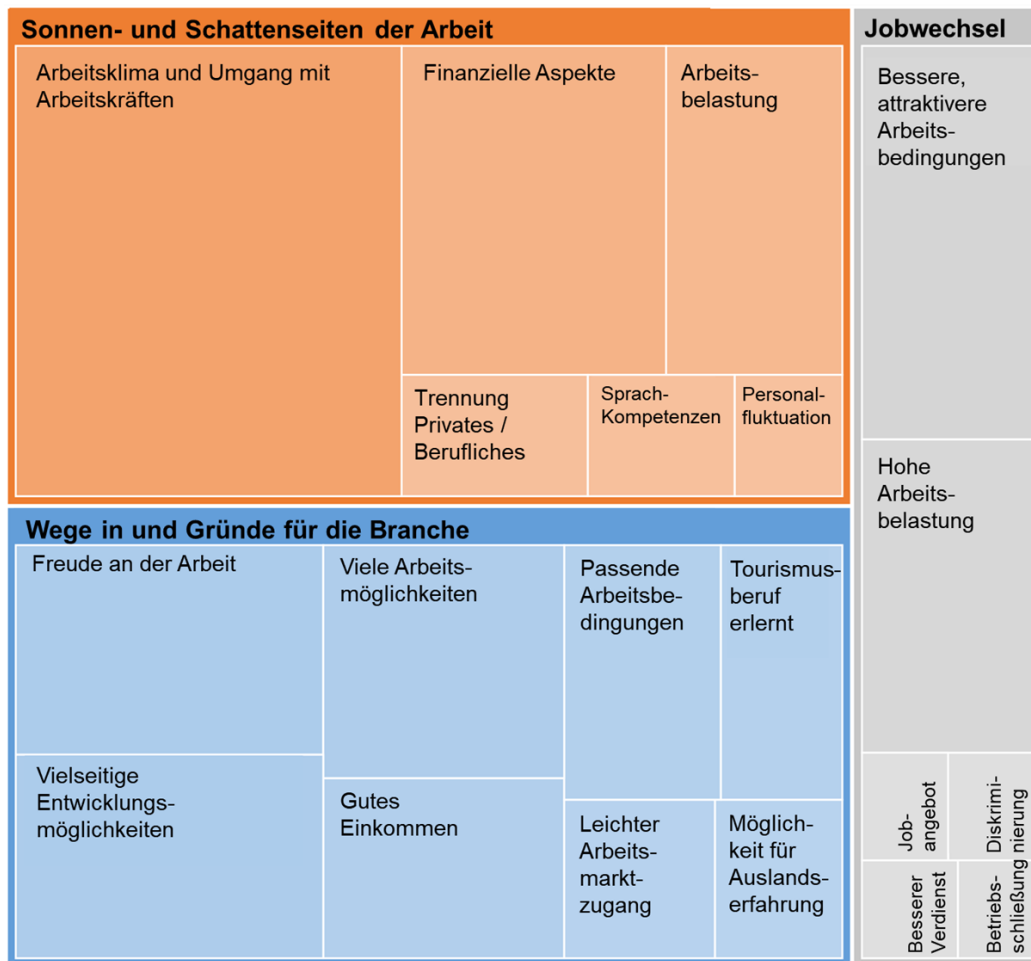 Sonnen- und Schattenseiten der Arbeit
Arbeitsklima und Umgang mit
Arbeitskräften
Finanzielle Aspekte
Arbeits-
belastung
Trennung
Privates /
Berufliches
Sprach-
Kompetenzen
Personal-
fluktuation
Wege in und Gründe für die Branche
Freude an der Arbeit
Viele Arbeits-
möglichkeiten
Passende
Arbeitsbe-
dingungen
Tourismus-
beruf
erlernt
Vielseitige
Entwicklungs-
möglichkeiten
Gutes
Einkommen
Leichter
Arbeits-
markt-
zugang
Möglich-
keit für
Auslands-
erfahrung
Jobwechsel
Bessere,
attraktivere
Arbeits-
bedingungen
Hohe
Arbeits-
belastung
Job-
angebot
Diskrimi-
nierung
Besserer
Verdienst
Betriebs-
schließung